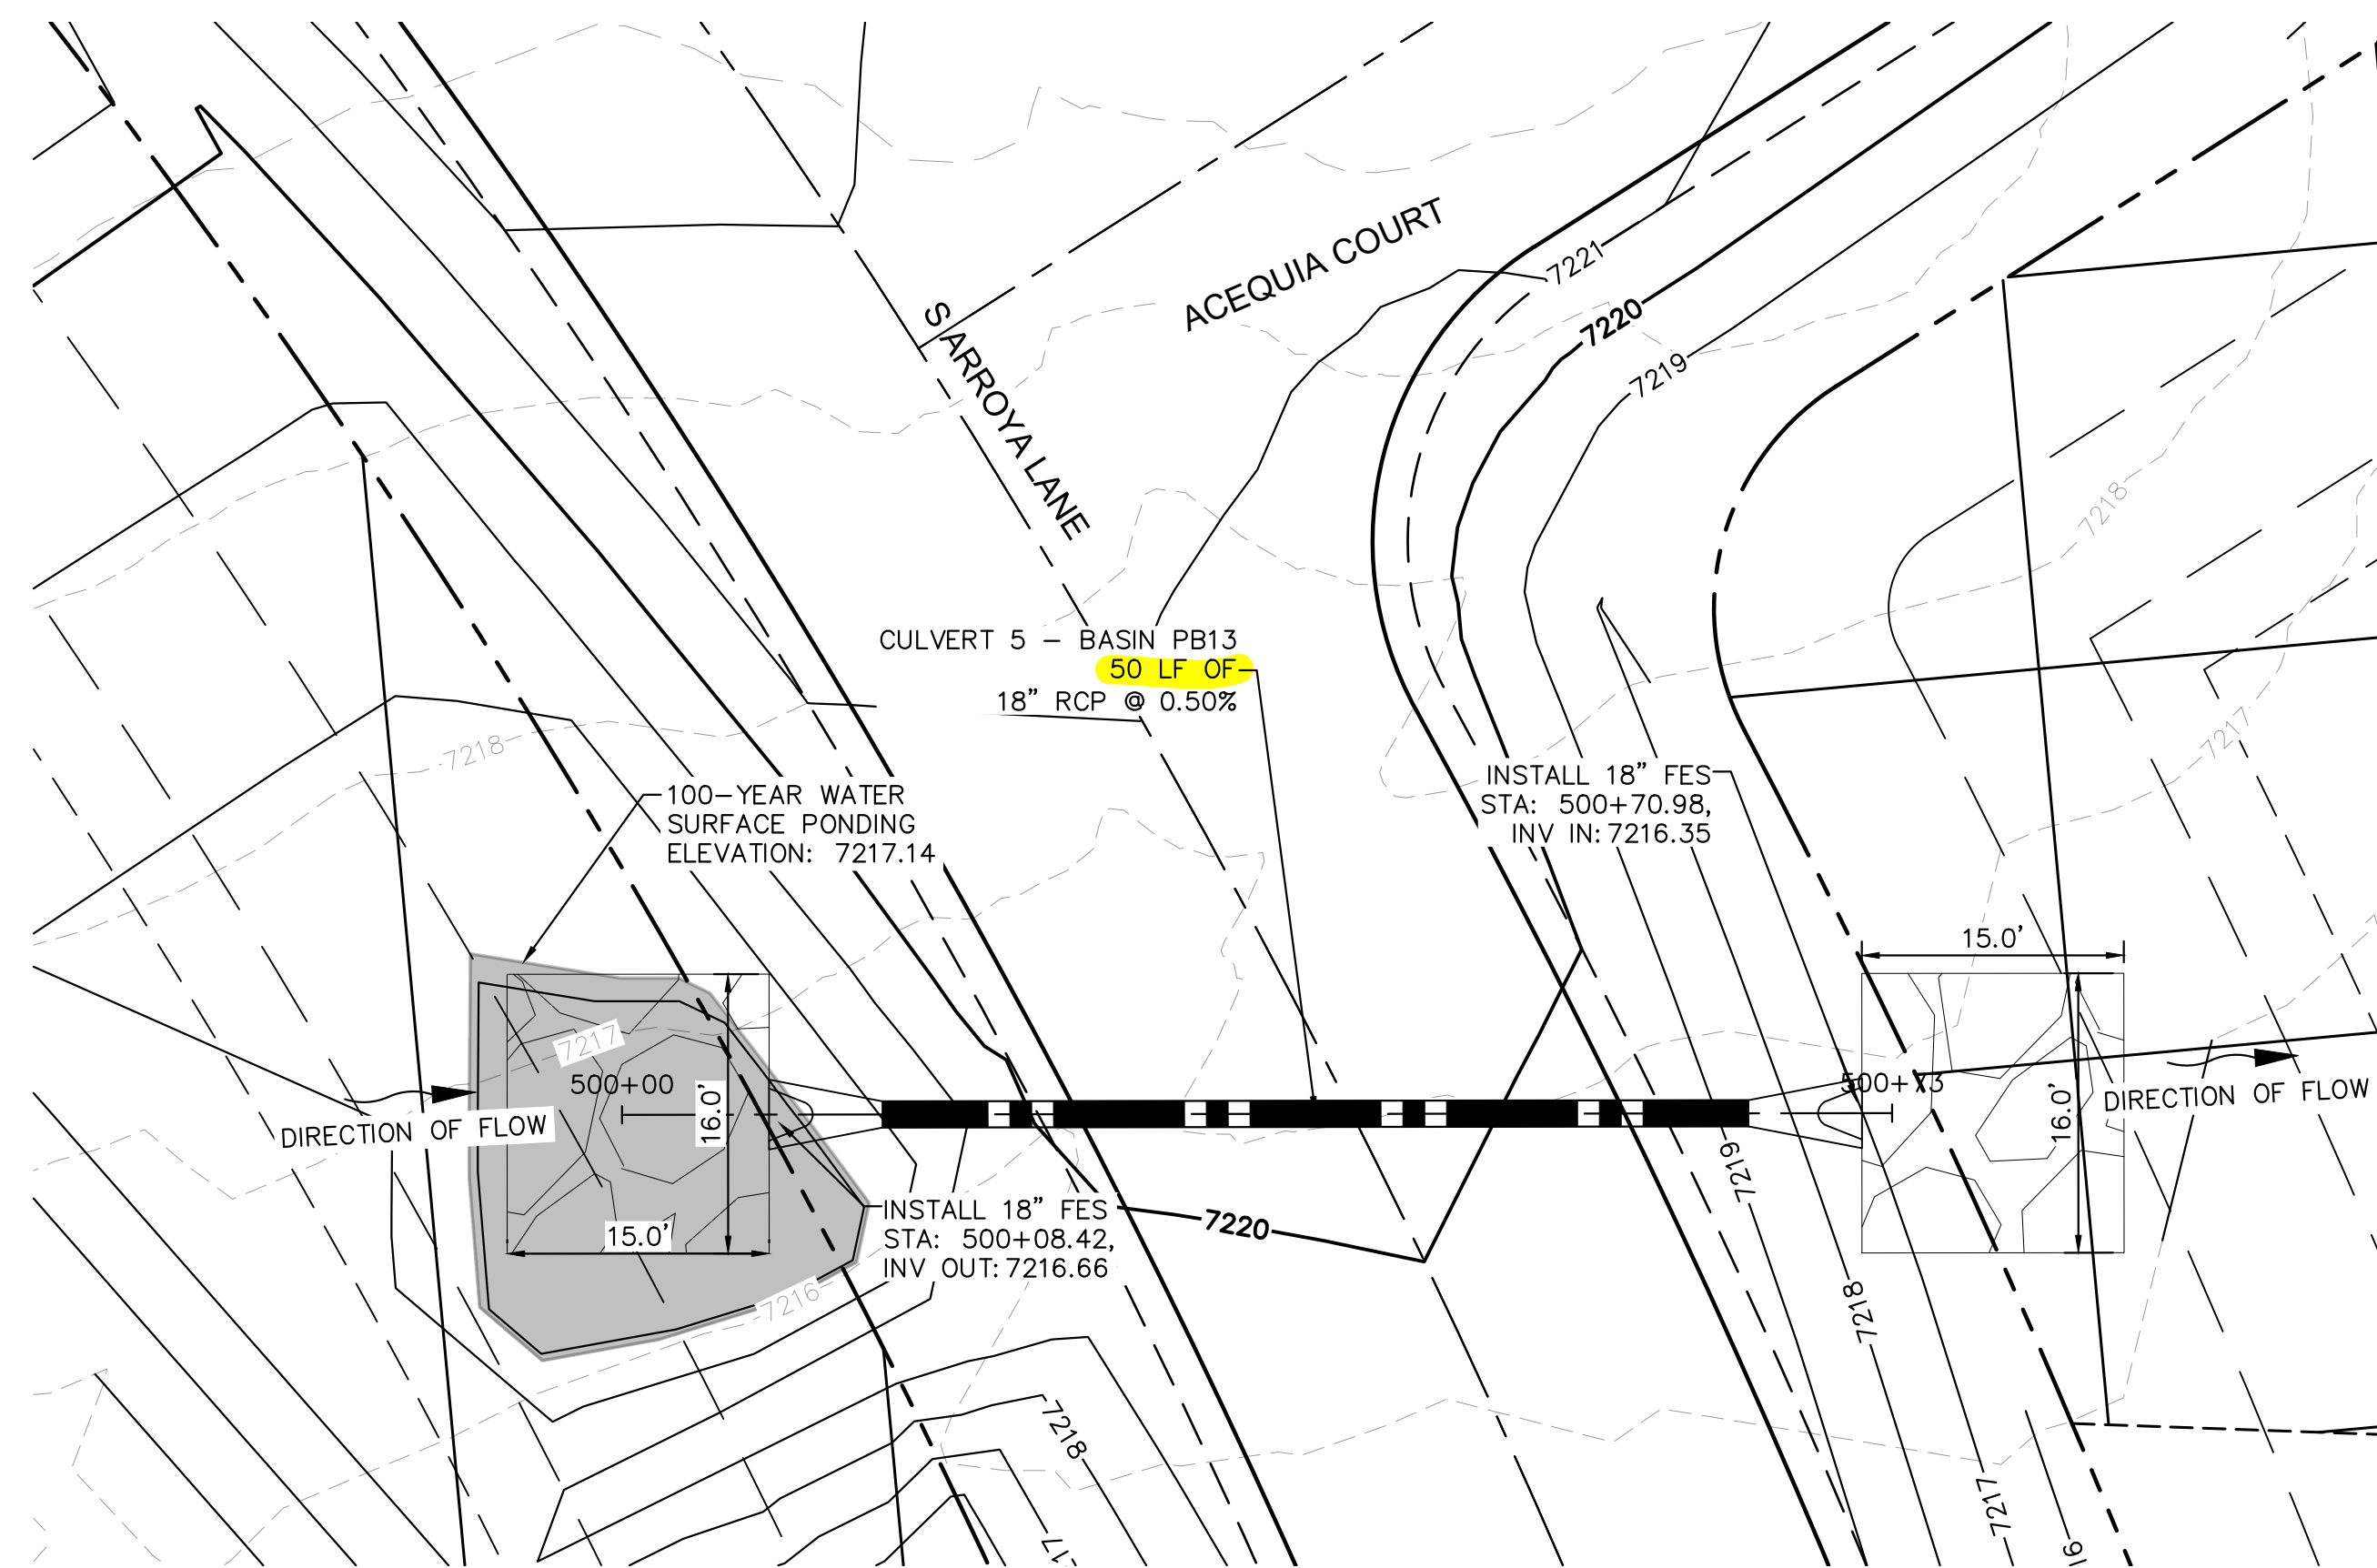 ACEQUIA COURT
S ARROYA LANE
7221
7220
7219
7218
7217
CULVERT 5 – BASIN PB13
50 LF OF
18” RCP @ 0.50%
7218
100–YEAR WATER
SURFACE PONDING
ELEVATION: 7217.14
INSTALL 18” FES
STA: 500+70.98,
INV IN: 7216.35
15.0’
16.0’
7217
500+00
DIRECTION OF FLOW
16.0’
15.0’
500+73
DIRECTION OF FLOW
INSTALL 18” FES
STA: 500+08.42,
INV OUT: 7216.66
7220
7216
7219
7218
7218
7217